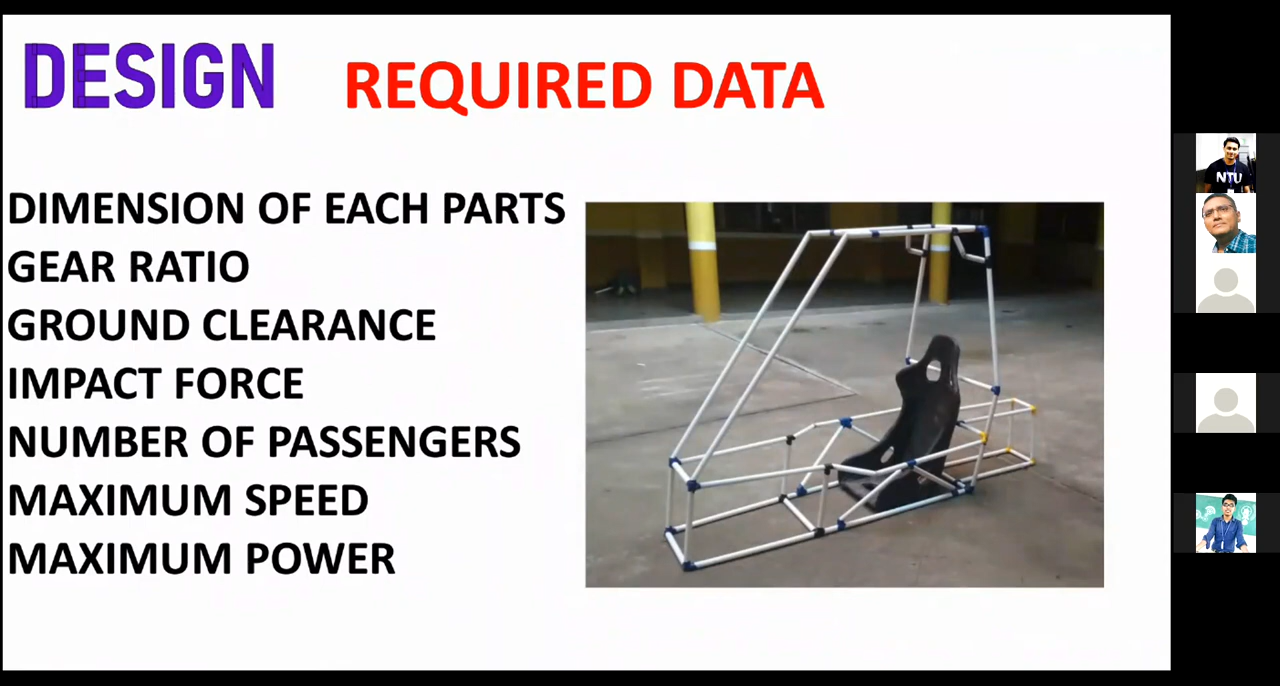 DESIGN REQUIRED DATA
DIMENSION OF EACH PARTS
GEAR RATIO
GROUND CLEARANCE
IMPACT FORCE
NUMBER OF PASSENGERS
MAXIMUM SPEED
MAXIMUM POWER
NTU